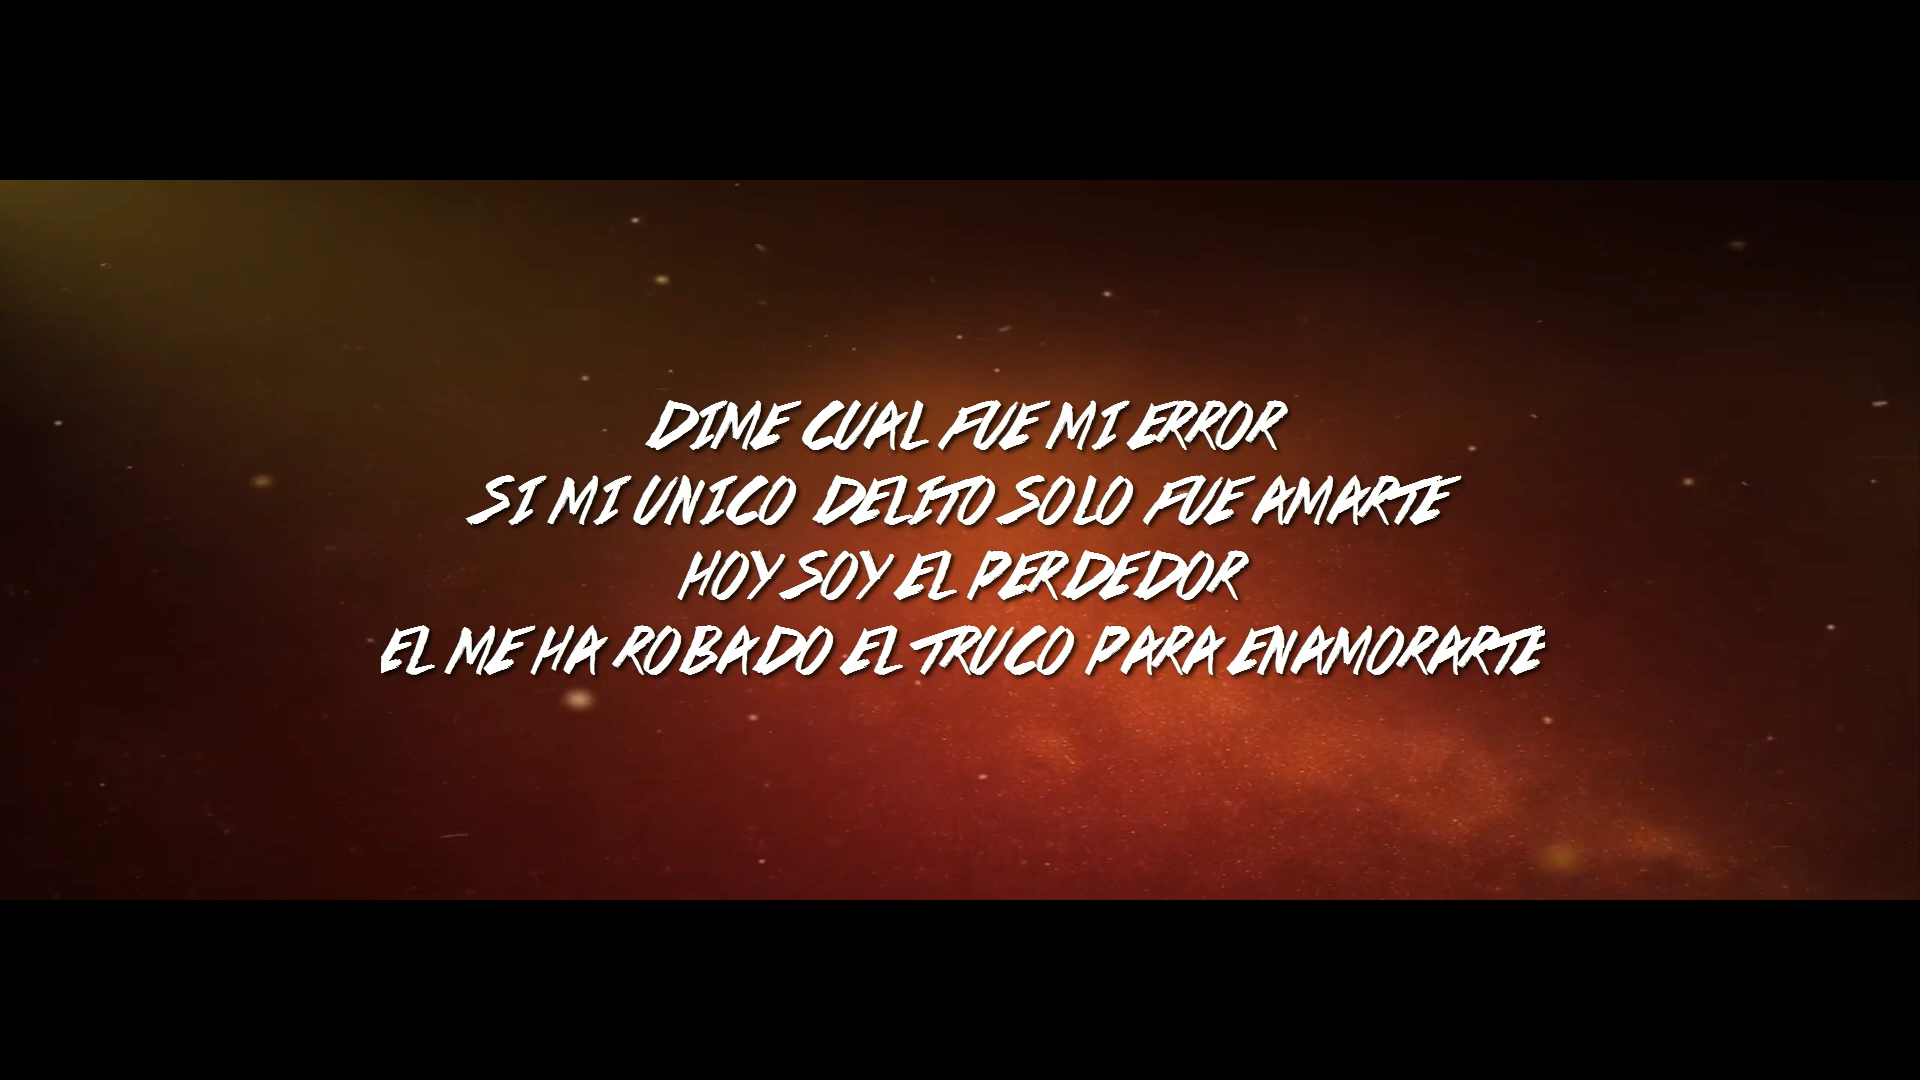 DIME CUAL FUE MI ERROR
SI MI UNICO DELITO SOLO FUE AMARTE
HOY SOY EL PERDEDOR
EL ME HA ROBADO EL TRUCO PARA ENAMORARTE